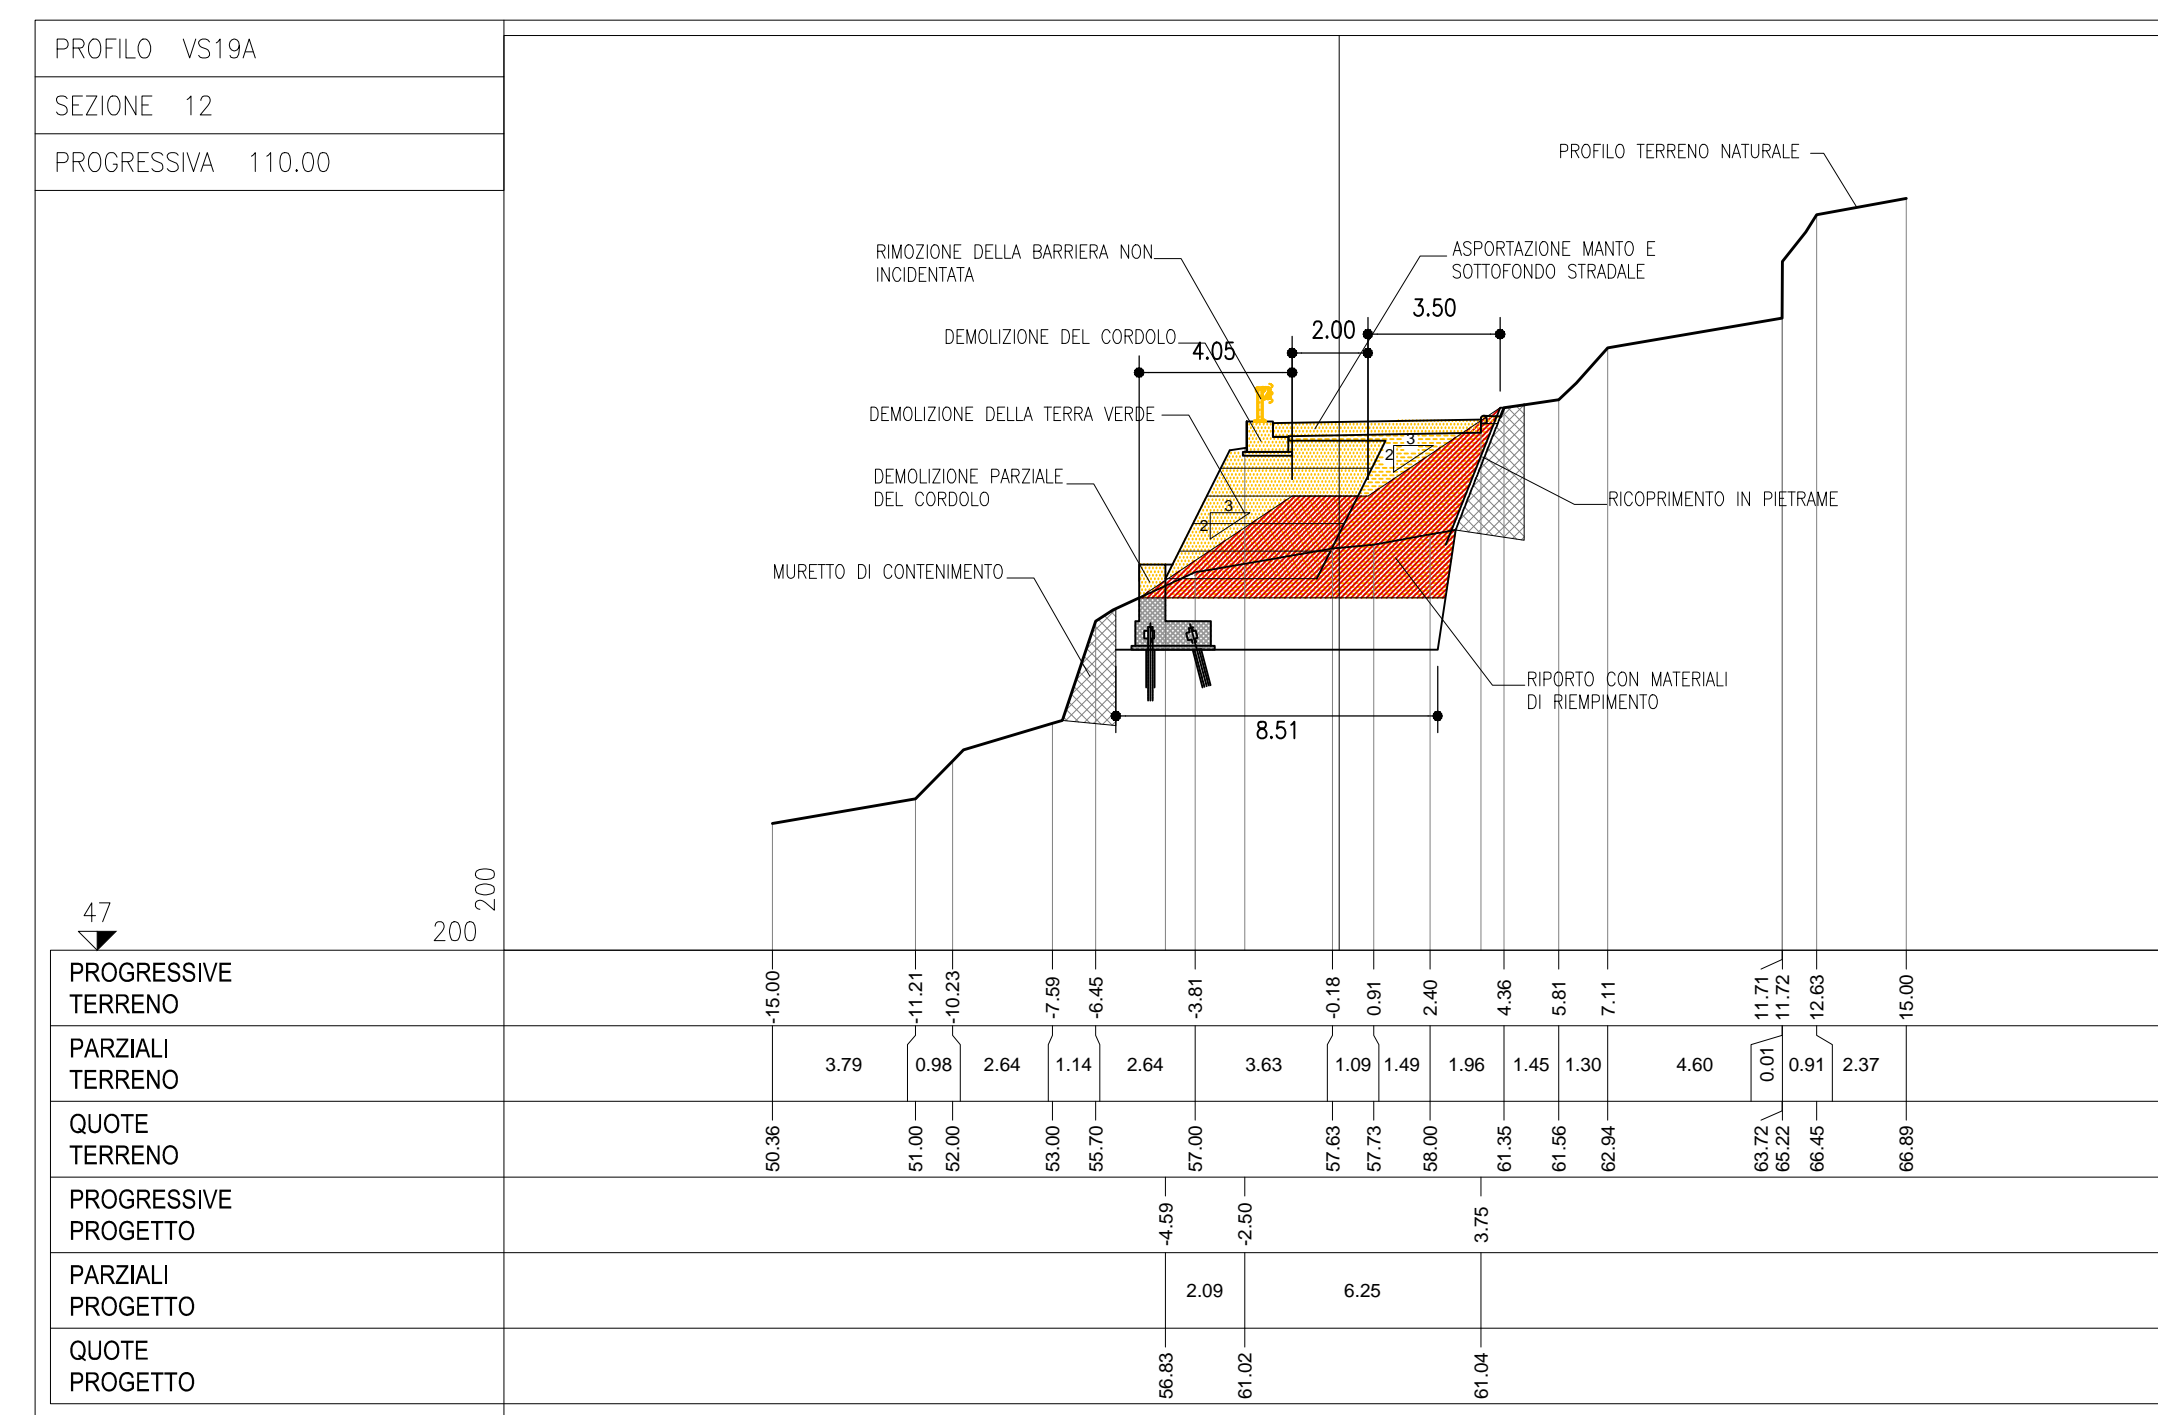 PROFILO VS19A
SEZIONE 12
PROGRESSIVA 110.00
PROFILO TERRENO NATURALE
RIMOZIONE DELLA BARRIERA NON
INCIDENTATA
ASPORTAZIONE MANTO E
SOTTOFONDO STRADALE
3.50
2.00
DEMOLIZIONE DEL CORDOLO
4.05
DEMOLIZIONE DELLA TERRA VERDE
3
2
DEMOLIZIONE PARZIALE
DEL CORDOLO
RICOPRIMENTO IN PIETRAME
3
2
MURETTO DI CONTENIMENTO
RIPORTO CON MATERIALI
DI RIEMPIMENTO
8.51
47
200
200
PROGRESSIVE
TERRENO
-15.00 -11.21 -10.23 -7.59 -6.45 -3.81 -0.18 0.91 2.40 4.36 5.81 7.11 11.71 11.72 12.63 15.00
PARZIALI
TERRENO
3.79 0.98 2.64 1.14 2.64 3.63 1.09 1.49 1.96 1.45 1.30 4.60 0.01 0.91 2.37
QUOTE
TERRENO
50.36 51.00 52.00 53.00 55.70 57.00 57.63 57.73 58.00 61.35 61.56 62.94 63.72 65.22 66.45 66.89
PROGRESSIVE
PROGETTO
-4.59 -2.50 3.75
PARZIALI
PROGETTO
2.09 6.25
QUOTE
PROGETTO
56.83 61.02 61.04